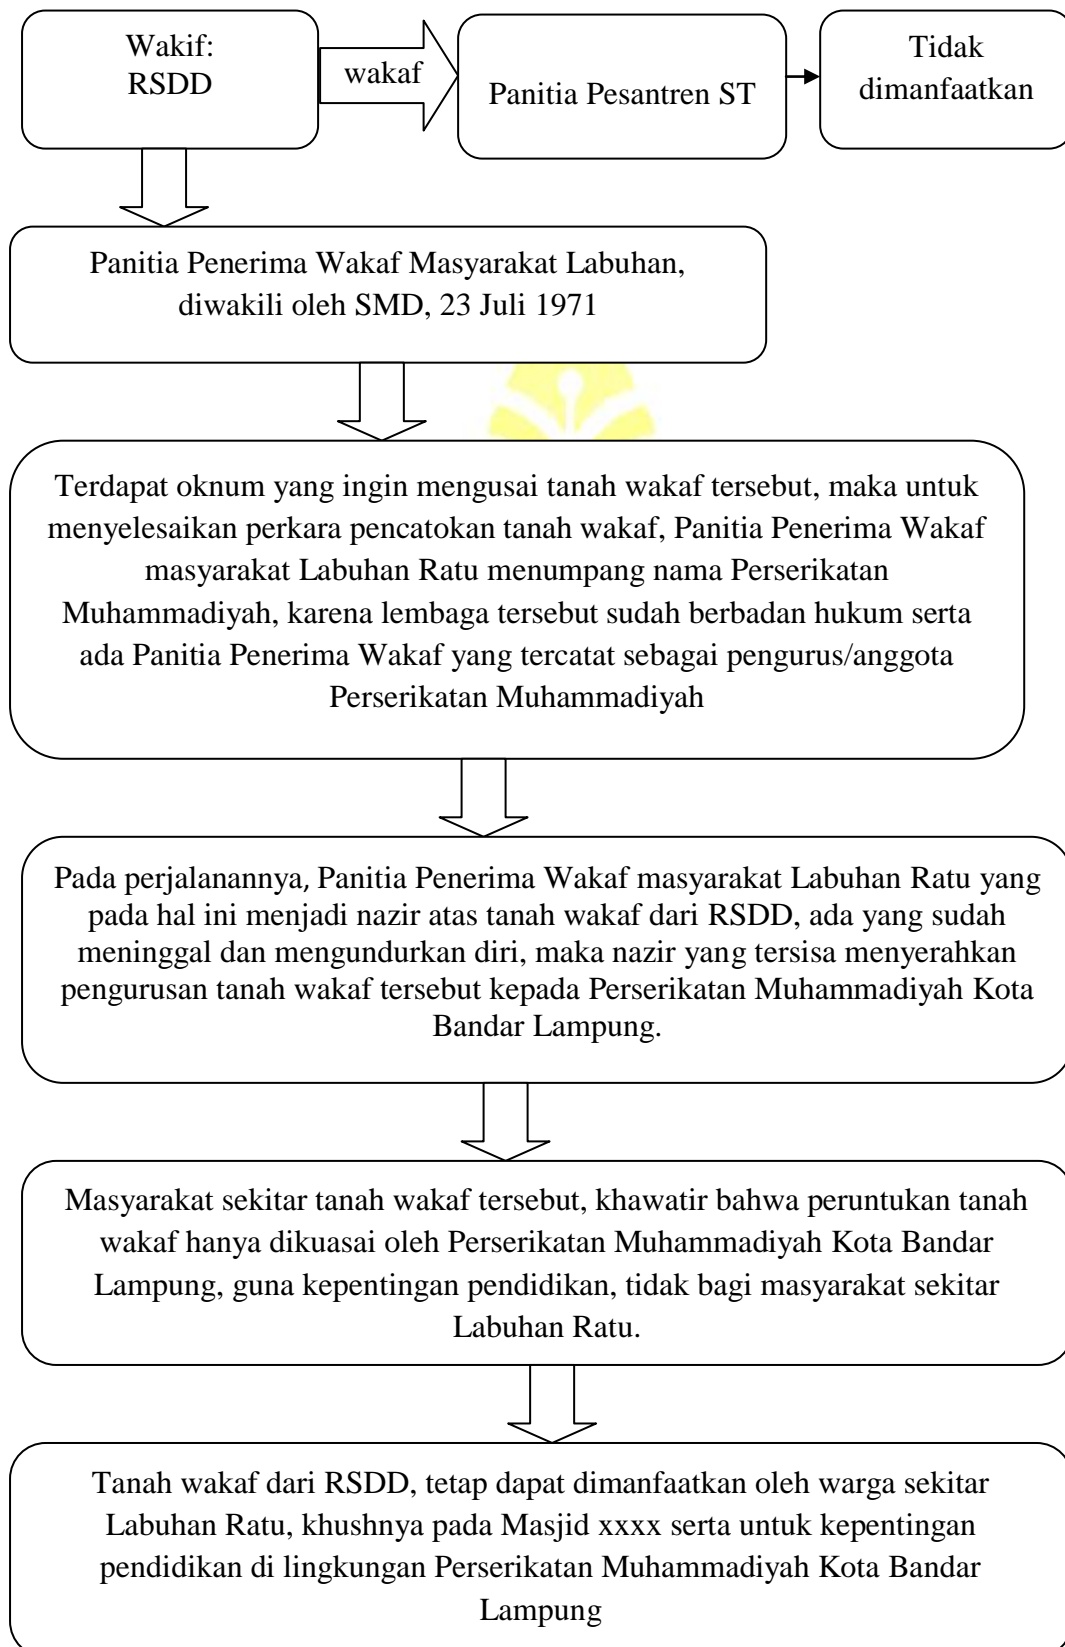 Wakif:
RSDD
wakaf
Panitia Pesantren ST
Tidak
dimanfaatkan
Panitia Penerima Wakaf Masyarakat Labuhan,
diwakili oleh SMD, 23 Juli 1971
Terdapat oknum yang ingin mengusai tanah wakaf tersebut, maka untuk
menyelesaikan perkara pencatokan tanah wakaf, Panitia Penerima Wakaf
masyarakat Labuhan Ratu menumpang nama Perserikatan
Muhammadiyah, karena lembaga tersebut sudah berbadan hukum serta
ada Panitia Penerima Wakaf yang tercatat sebagai pengurus/anggota
Perserikatan Muhammadiyah
Pada perjalanannya, Panitia Penerima Wakaf masyarakat Labuhan Ratu yang
pada hal ini menjadi nazir atas tanah wakaf dari RSDD, ada yang sudah
meninggal dan mengundurkan diri, maka nazir yang tersisa menyerahkan
pengurusan tanah wakaf tersebut kepada Perserikatan Muhammadiyah Kota
Bandar Lampung.
Masyarakat sekitar tanah wakaf tersebut, khawatir bahwa peruntukan tanah
wakaf hanya dikuasai oleh Perserikatan Muhammadiyah Kota Bandar
Lampung, guna kepentingan pendidikan, tidak bagi masyarakat sekitar
Labuhan Ratu.
Tanah wakaf dari RSDD, tetap dapat dimanfaatkan oleh warga sekitar
Labuhan Ratu, khushnya pada Masjid xxxx serta untuk kepentingan
pendidikan di lingkungan Perserikatan Muhammadiyah Kota Bandar
Lampung